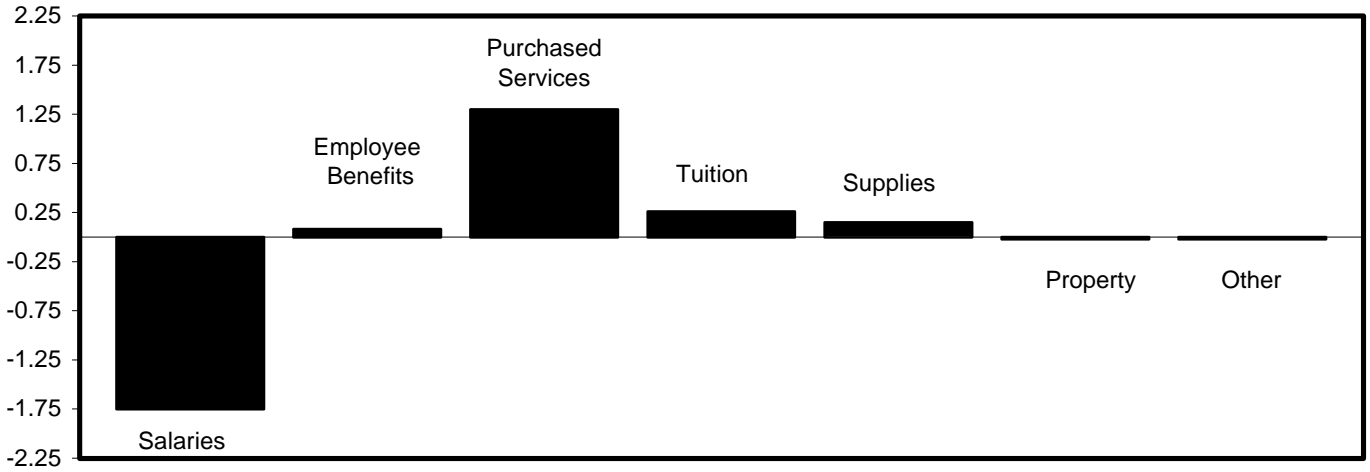 2.25
1.75
1.25
0.75
0.25
-0.25
-0.75
-1.25
-1.75
-2.25
Salaries
Employee
Benefits
Purchased
Services
Tuition
Supplies
Property
Other